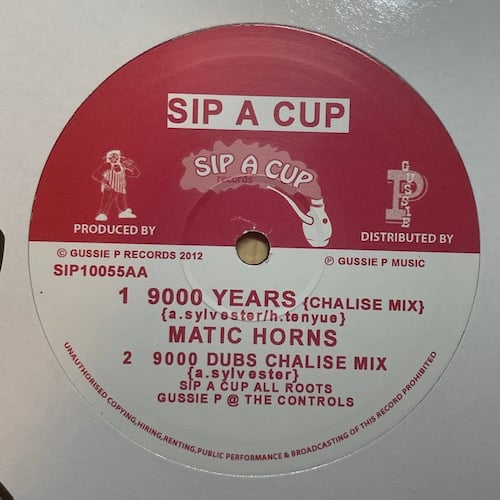 SIP A CUP
SIP A CUP
records
GUSSIE
P
PRODUCED BY
DISTRIBUTED BY
© GUSSIE P RECORDS 2012
℗ GUSSIE P MUSIC
SIP10055AA
1 9000 YEARS {CHALISE MIX}
{a.sylvester/h.tenyue}
MATIC HORNS
2 9000 DUBS CHALISE MIX
{a.sylvester}
SIP A CUP ALL ROOTS
GUSSIE P @ THE CONTROLS
UNAUTHORISED COPYING,HIRING,RENTING,PUBLIC PERFORMANCE & BROADCASTING OF THIS RECORD PROHIBITED